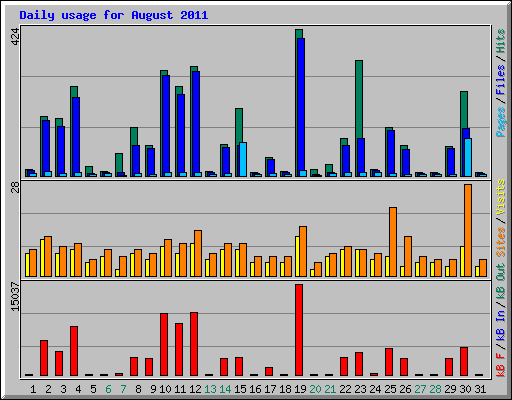 Daily usage for August 2011
424
Pages / Files / Hits
28
Sites / Visits
15037
kB F / kB In / kB Out
1 2 3 4 5 6 7 8 9 10 11 12 13 14 15 16 17 18 19 20 21 22 23 24 25 26 27 28 29 30 31